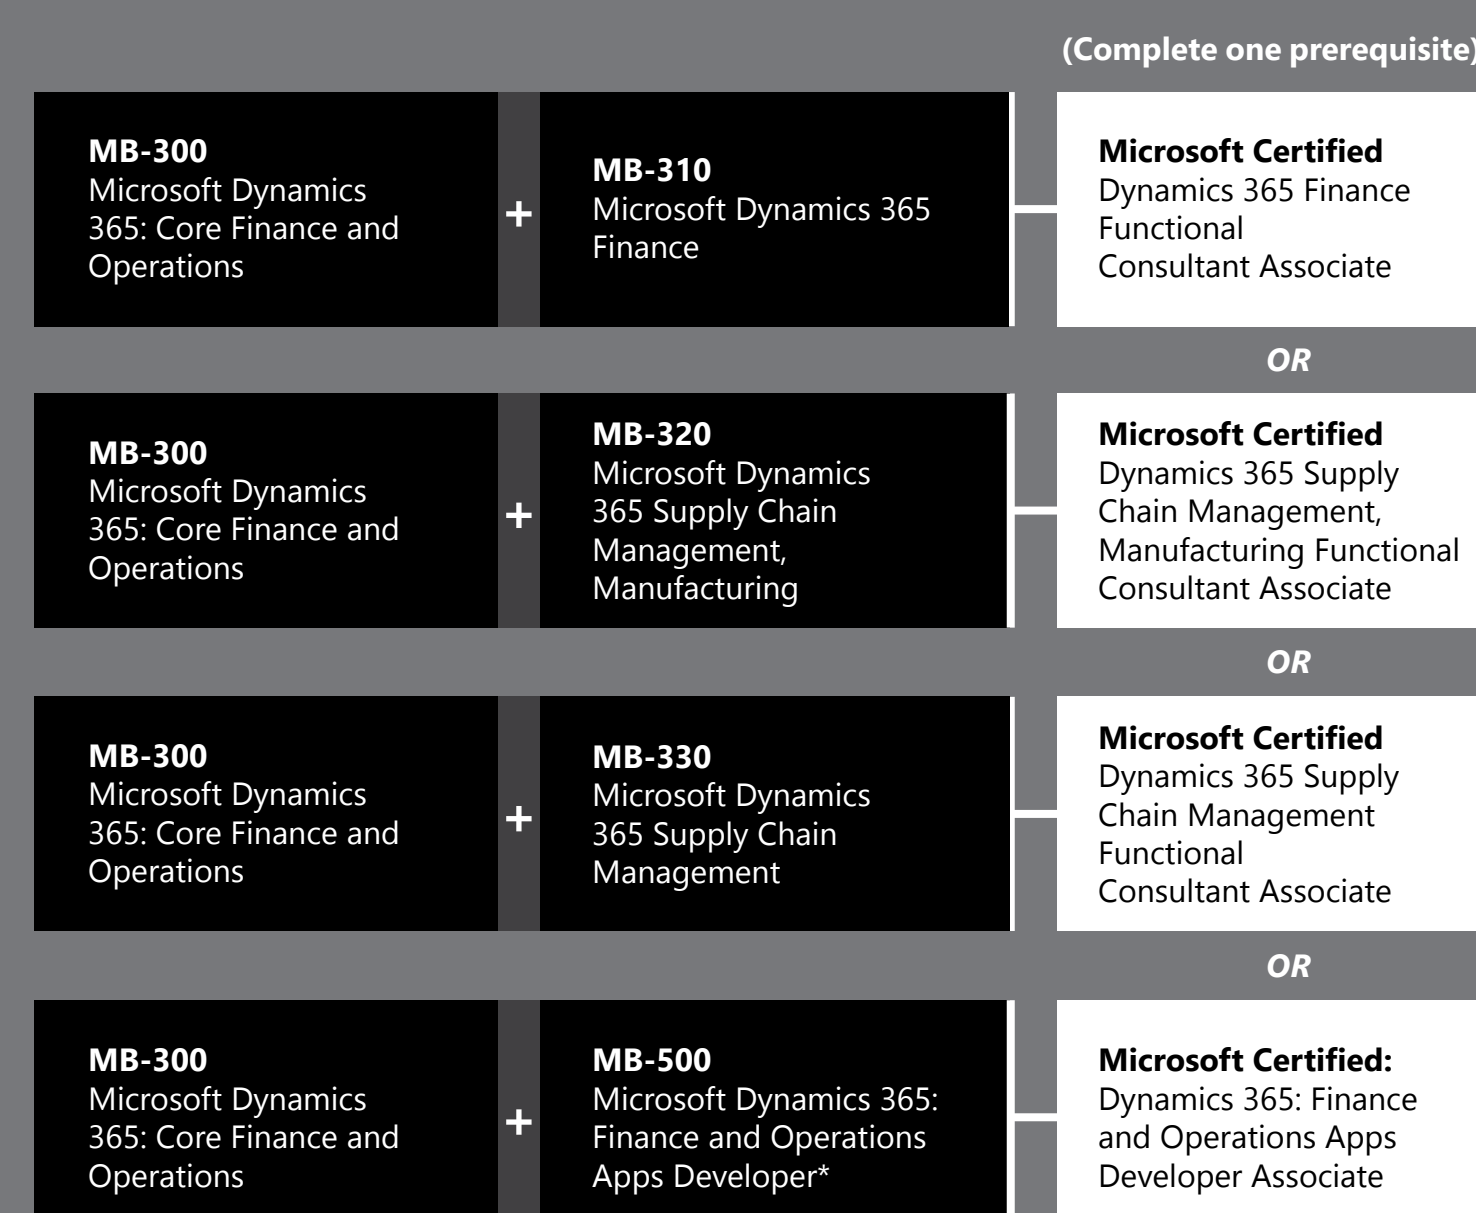 (Complete one prerequisite)
MB-300
Microsoft Dynamics
365: Core Finance and
Operations
+
MB-310
Microsoft Dynamics 365
Finance
Microsoft Certified
Dynamics 365 Finance
Functional
Consultant Associate
OR
MB-300
Microsoft Dynamics
365: Core Finance and
Operations
+
MB-320
Microsoft Dynamics
365 Supply Chain
Management,
Manufacturing
Microsoft Certified
Dynamics 365 Supply
Chain Management,
Manufacturing Functional
Consultant Associate
OR
MB-300
Microsoft Dynamics
365: Core Finance and
Operations
+
MB-330
Microsoft Dynamics
365 Supply Chain
Management
Microsoft Certified
Dynamics 365 Supply
Chain Management
Functional
Consultant Associate
OR
MB-300
Microsoft Dynamics
365: Core Finance and
Operations
+
MB-500
Microsoft Dynamics 365:
Finance and Operations
Apps Developer*
Microsoft Certified:
Dynamics 365: Finance
and Operations Apps
Developer Associate